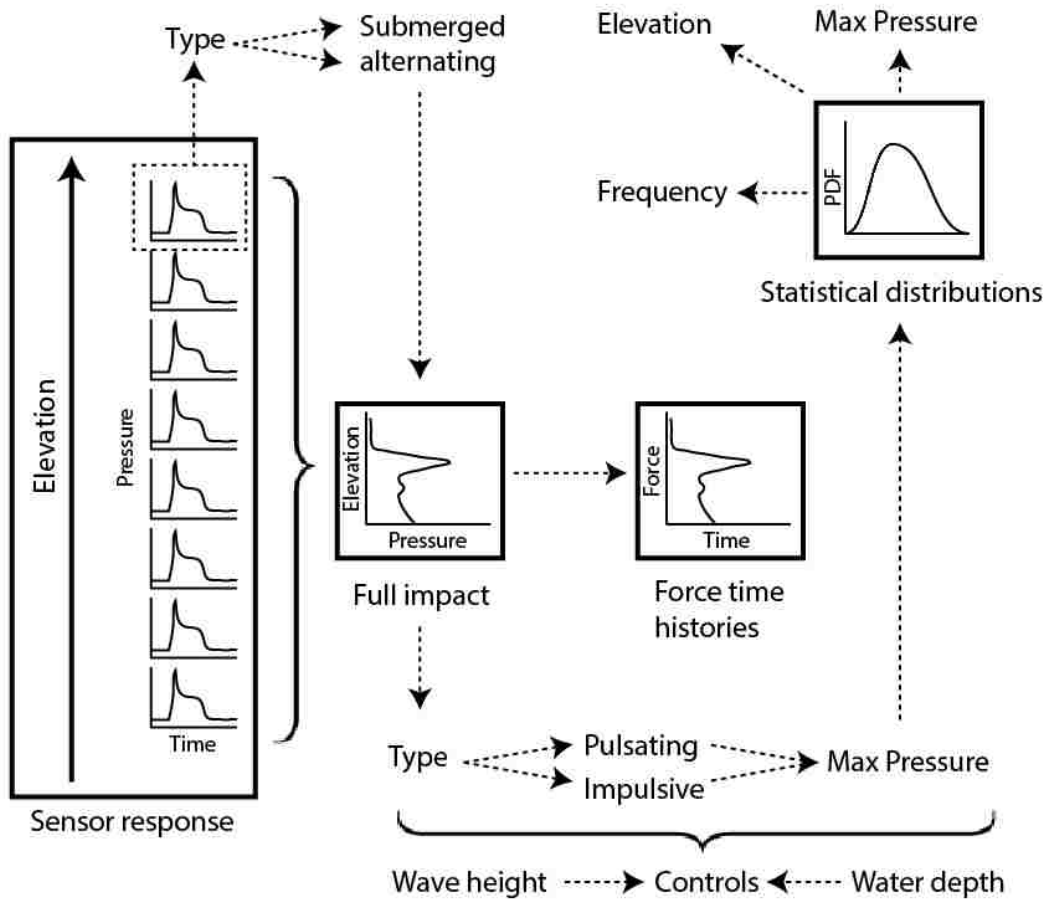 Type
Submerged
alternating
Elevation
Max Pressure
Frequency
PDF
Statistical distributions
Elevation
Pressure
Time
Sensor response
Elevation
Pressure
Full impact
Force
Time
Force time
histories
Type
Pulsating
Impulsive
Max Pressure
Wave height
Controls
Water depth